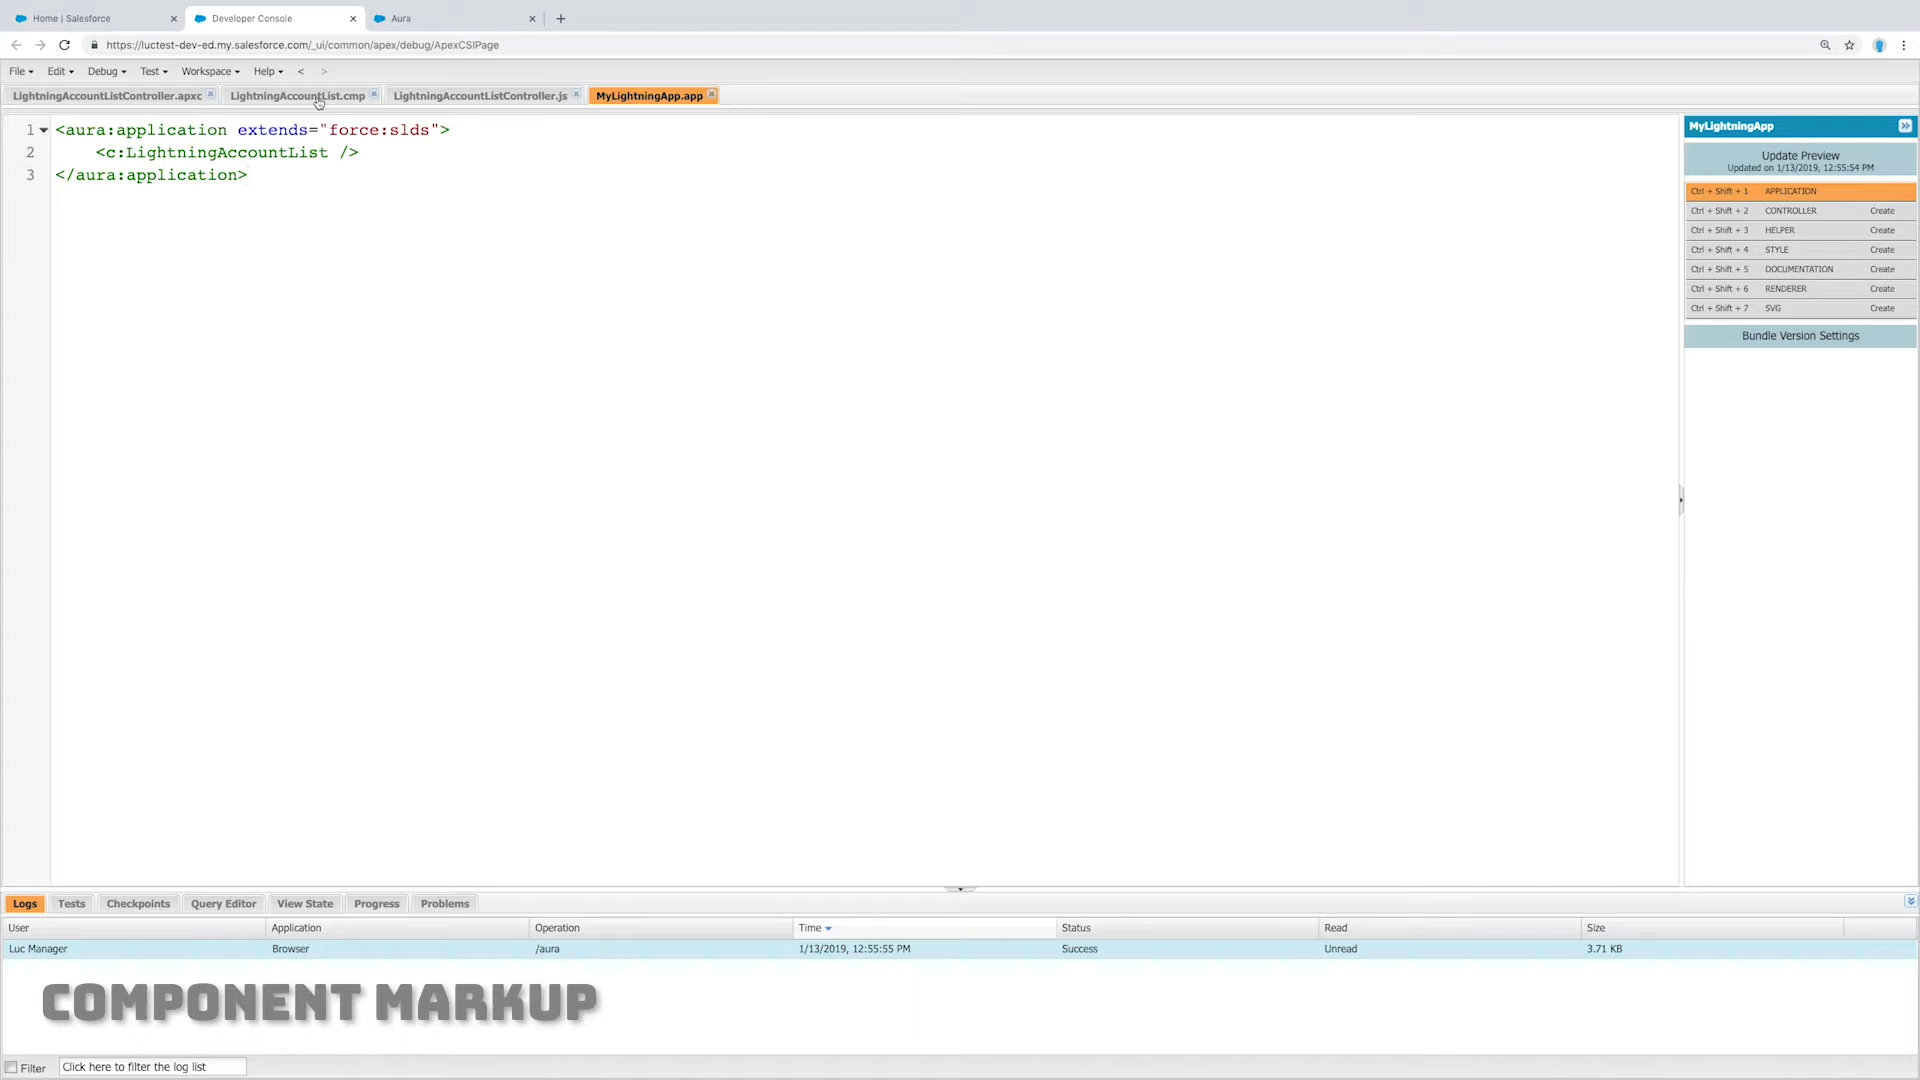 Home | Salesforce
Developer Console
Aura
https://luctest-dev-ed.my.salesforce.com/_ui/common/apex/debug/ApexCSIPage
File Edit Debug Test Workspace Help < >
LightningAccountListController.apxc
LightningAccountList.cmp
LightningAccountListController.js
MyLightningApp.app
1 <aura:application extends="force:slds">
2 <c:LightningAccountList />
3 </aura:application>
MyLightningApp
Update Preview
Updated on 1/13/2019, 12:55:54 PM
Ctrl + Shift + 1 APPLICATION
Ctrl + Shift + 2 CONTROLLER Create
Ctrl + Shift + 3 HELPER Create
Ctrl + Shift + 4 STYLE Create
Ctrl + Shift + 5 DOCUMENTATION Create
Ctrl + Shift + 6 RENDERER Create
Ctrl + Shift + 7 SVG Create
Bundle Version Settings
Logs Tests Checkpoints Query Editor View State Progress Problems
User Application Operation Time Status Read Size
Luc Manager Browser /aura 1/13/2019, 12:55:55 PM Success Unread 3.71 KB
COMPONENT MARKUP
Filter Click here to filter the log list